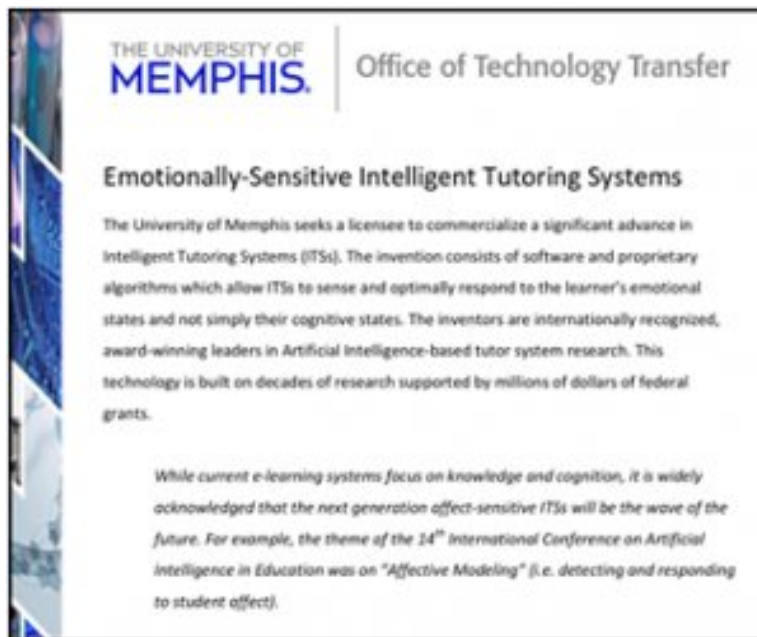 THE UNIVERSITY OF
MEMPHIS.
Office of Technology Transfer
Emotionally-Sensitive Intelligent Tutoring Systems
The University of Memphis seeks a licensee to commercialize a significant advance in
Intelligent Tutoring Systems (ITSs). The invention consists of software and proprietary
algorithms which allow ITSs to sense and optimally respond to the learner's emotional
states and not simply their cognitive states. The inventors are internationally recognized,
award-winning leaders in Artificial Intelligence-based tutor system research. This
technology is built on decades of research supported by millions of dollars of federal
grants.
While current e-learning systems focus on knowledge and cognition, it is widely
acknowledged that the next generation affect-sensitive ITSs will be the wave of the
future. For example, the theme of the 14th International Conference on Artificial
Intelligence in Education was on "Affective Modeling" (i.e. detecting and responding
to student affect).